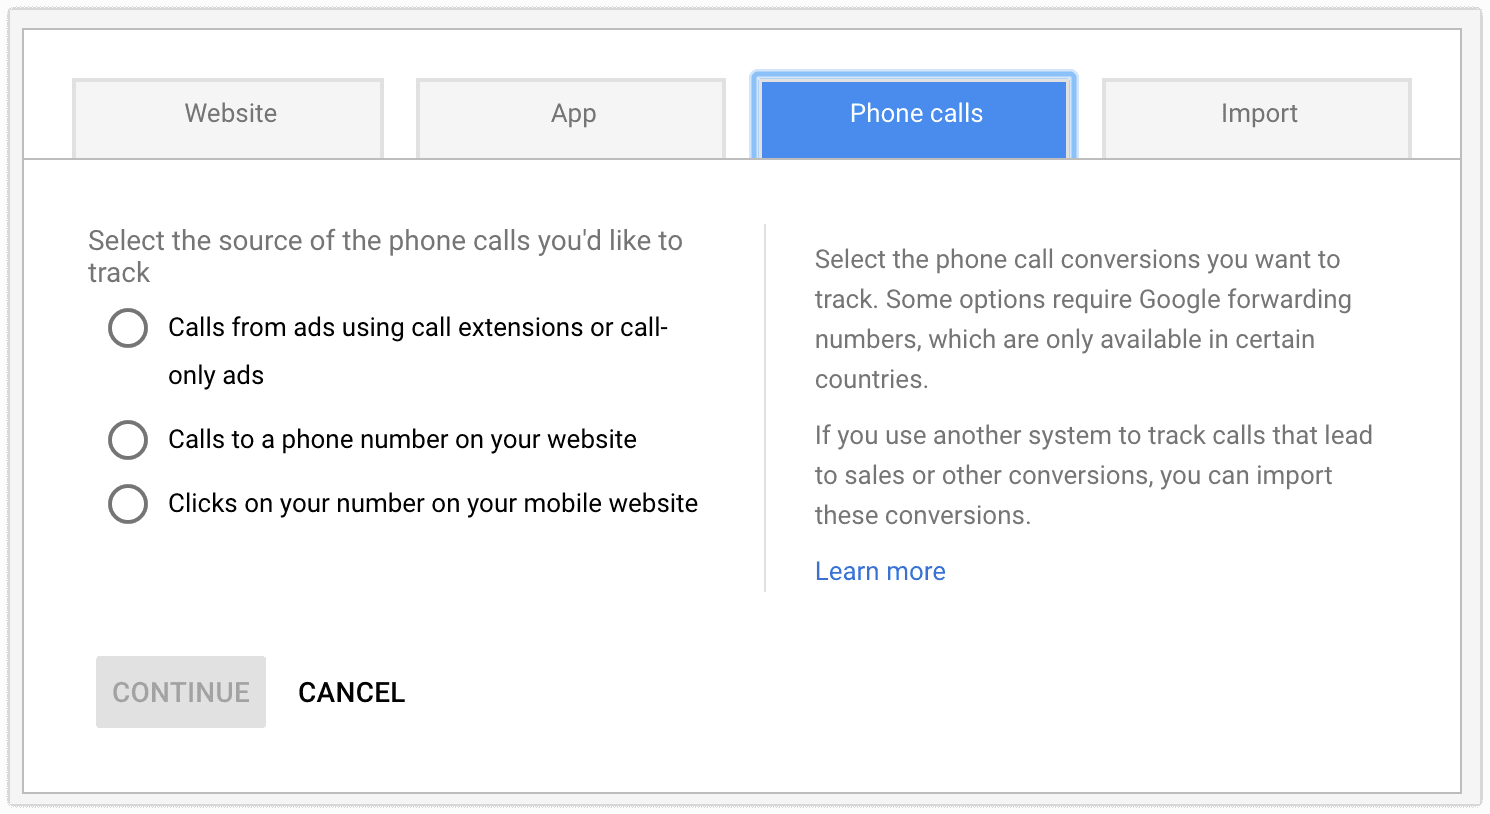 Website
App
Phone calls
Import
Select the source of the phone calls you'd like to
track
Calls from ads using call extensions or call-
only ads
Calls to a phone number on your website
Clicks on your number on your mobile website
Select the phone call conversions you want to
track. Some options require Google forwarding
numbers, which are only available in certain
countries.
If you use another system to track calls that lead
to sales or other conversions, you can import
these conversions.
Learn more
CONTINUE
CANCEL